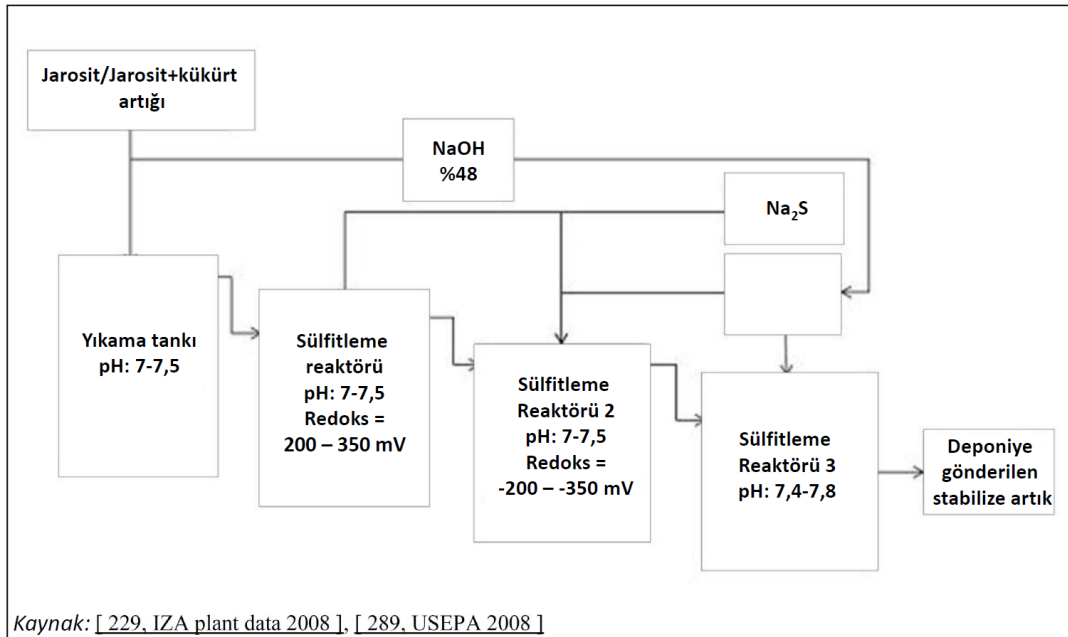 Jarosit/Jarosit+kükürt
artığı
NaOH
%48
Na₂S
Yıkama tankı
pH: 7-7,5
Sülfitleme
reaktörü
pH: 7-7,5
Redoks =
200 – 350 mV
Sülfitleme
Reaktörü 2
pH: 7-7,5
Redoks =
-200 – -350 mV
Sülfitleme
Reaktörü 3
pH: 7,4-7,8
Deponiye
gönderilen
stabilize artık
Kaynak: [ 229, IZA plant data 2008 ], [ 289, USEPA 2008 ]